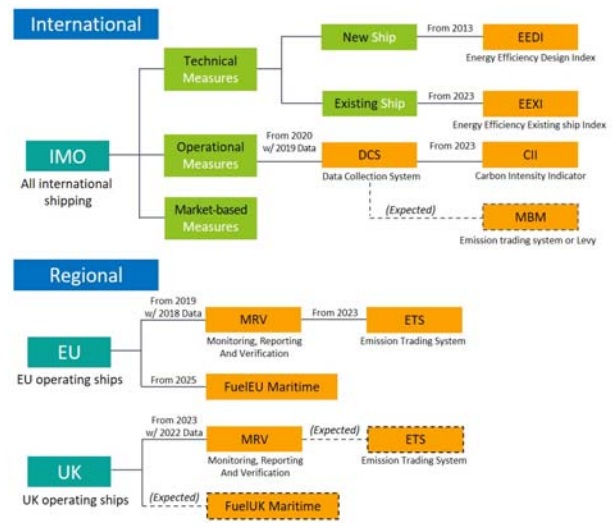 International
New Ship
From 2013
EEDI
Energy Efficiency Design Index
Technical
Measures
Existing Ship
From 2023
EEXI
Energy Efficiency Existing ship Index
IMO
All international
shipping
Operational
Measures
From 2020
w/ 2019 Data
DCS
Data Collection System
From 2023
CII
Carbon Intensity Indicator
Market-based
Measures
(Expected)
MBM
Emission trading system or Levy
Regional
From 2019
w/ 2018 Data
MRV
Monitoring, Reporting
And Verification
From 2023
ETS
Emission Trading System
EU
EU operating ships
From 2025
FuelEU Maritime
From 2023
w/ 2022 Data
MRV
Monitoring, Reporting
And Verification
(Expected)
ETS
Emission Trading System
UK
UK operating ships
(Expected)
FuelUK Maritime